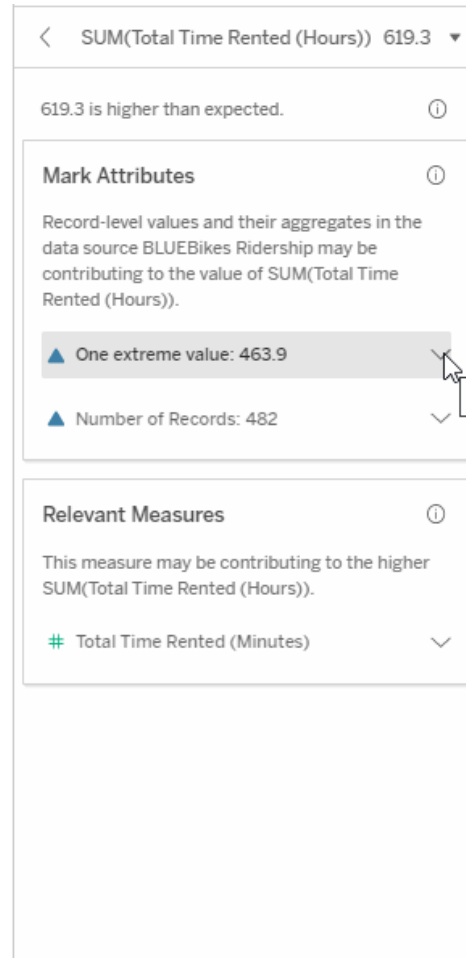 SUM(Total Time Rented (Hours)) 619.3
619.3 is higher than expected.
Mark Attributes
Record-level values and their aggregates in the
data source BLUEBikes Ridership may be
contributing to the value of SUM(Total Time
Rented (Hours)).
One extreme value: 463.9
Number of Records: 482
Relevant Measures
This measure may be contributing to the higher
SUM(Total Time Rented (Hours)).
# Total Time Rented (Minutes)